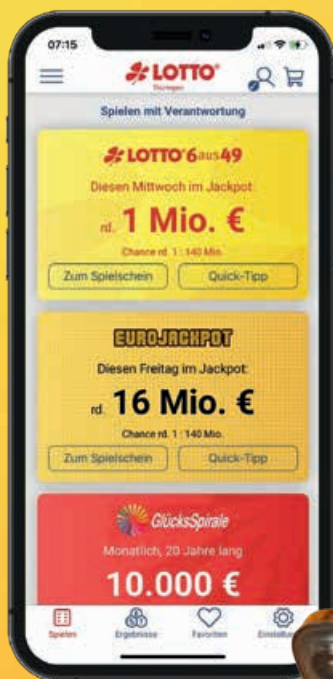 07:15
LOTTO®
Thüringen
Spielen mit Verantwortung
LOTTO® 6aus49
Diesen Mittwoch im Jackpot:
rd. 1 Mio. €
Chance rd. 1 : 140 Mio.
Zum Spielschein Quick-Tipp
EUROJACKPOT
Diesen Freitag im Jackpot:
rd. 16 Mio. €
Chance rd. 1 : 140 Mio.
Zum Spielschein Quick-Tipp
GlücksSpirale
Monatlich, 20 Jahre lang
10.000 €
Spielen Ergebnisse Favoriten